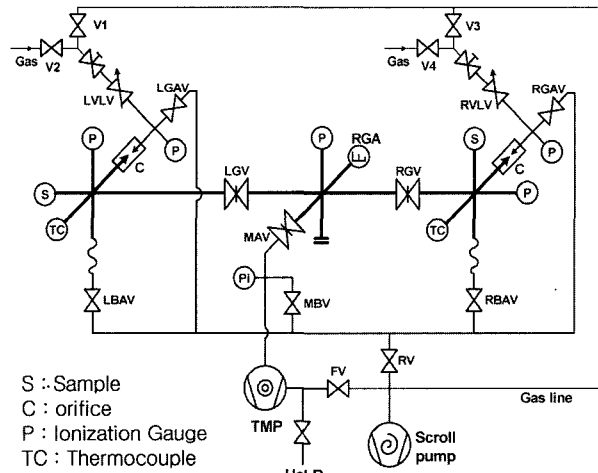 V1
V3
Gas
V2
Gas
V4
LVLV
LGAV
RVLV
RGAV
P
P
P
RGA
S
P
C
C
LGV
RGV
S
P
TC
TC
MAV
Pi
LBAV
MBV
RBAV
RV
FV
Gas line
TMP
Scroll
pump
S : Sample
C : orifice
P : Ionization Gauge
TC : Thermocouple